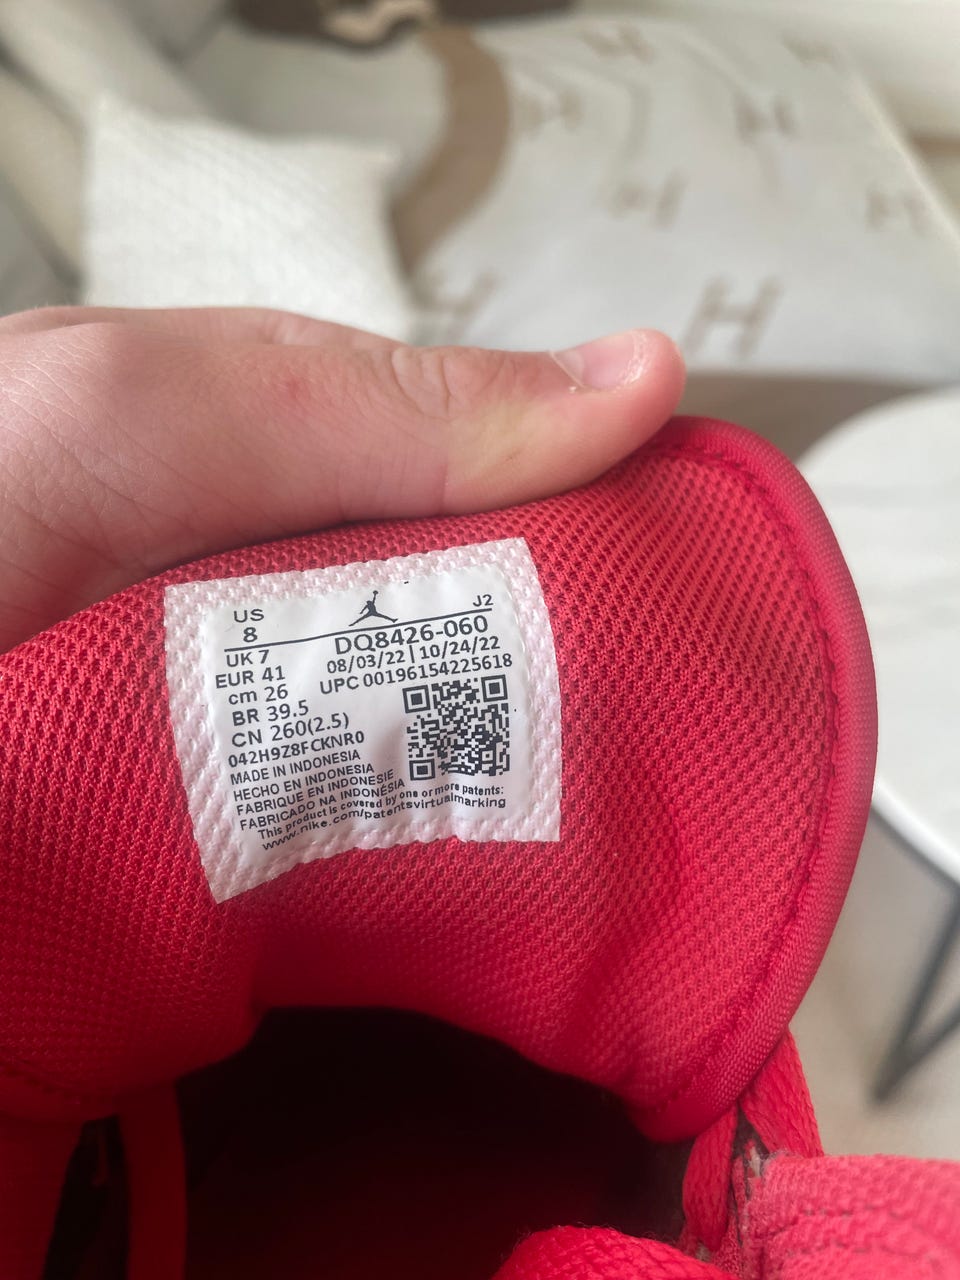 US
8
J2
DQ8426-060
UK 7
08/03/22 | 10/24/22
EUR 41
UPC 00196154225618
cm 26
BR 39.5
CN 260(2.5)
042H9Z8FCKNR0
MADE IN INDONESIA
HECHO EN INDONESIA
FABRIQUE EN INDONESIE
FABRICADO NA INDONÉSIA
This product is covered by one or more patents:
www.nike.com/patentsvirtualmarking
H
H
H
H
H
H
H
H